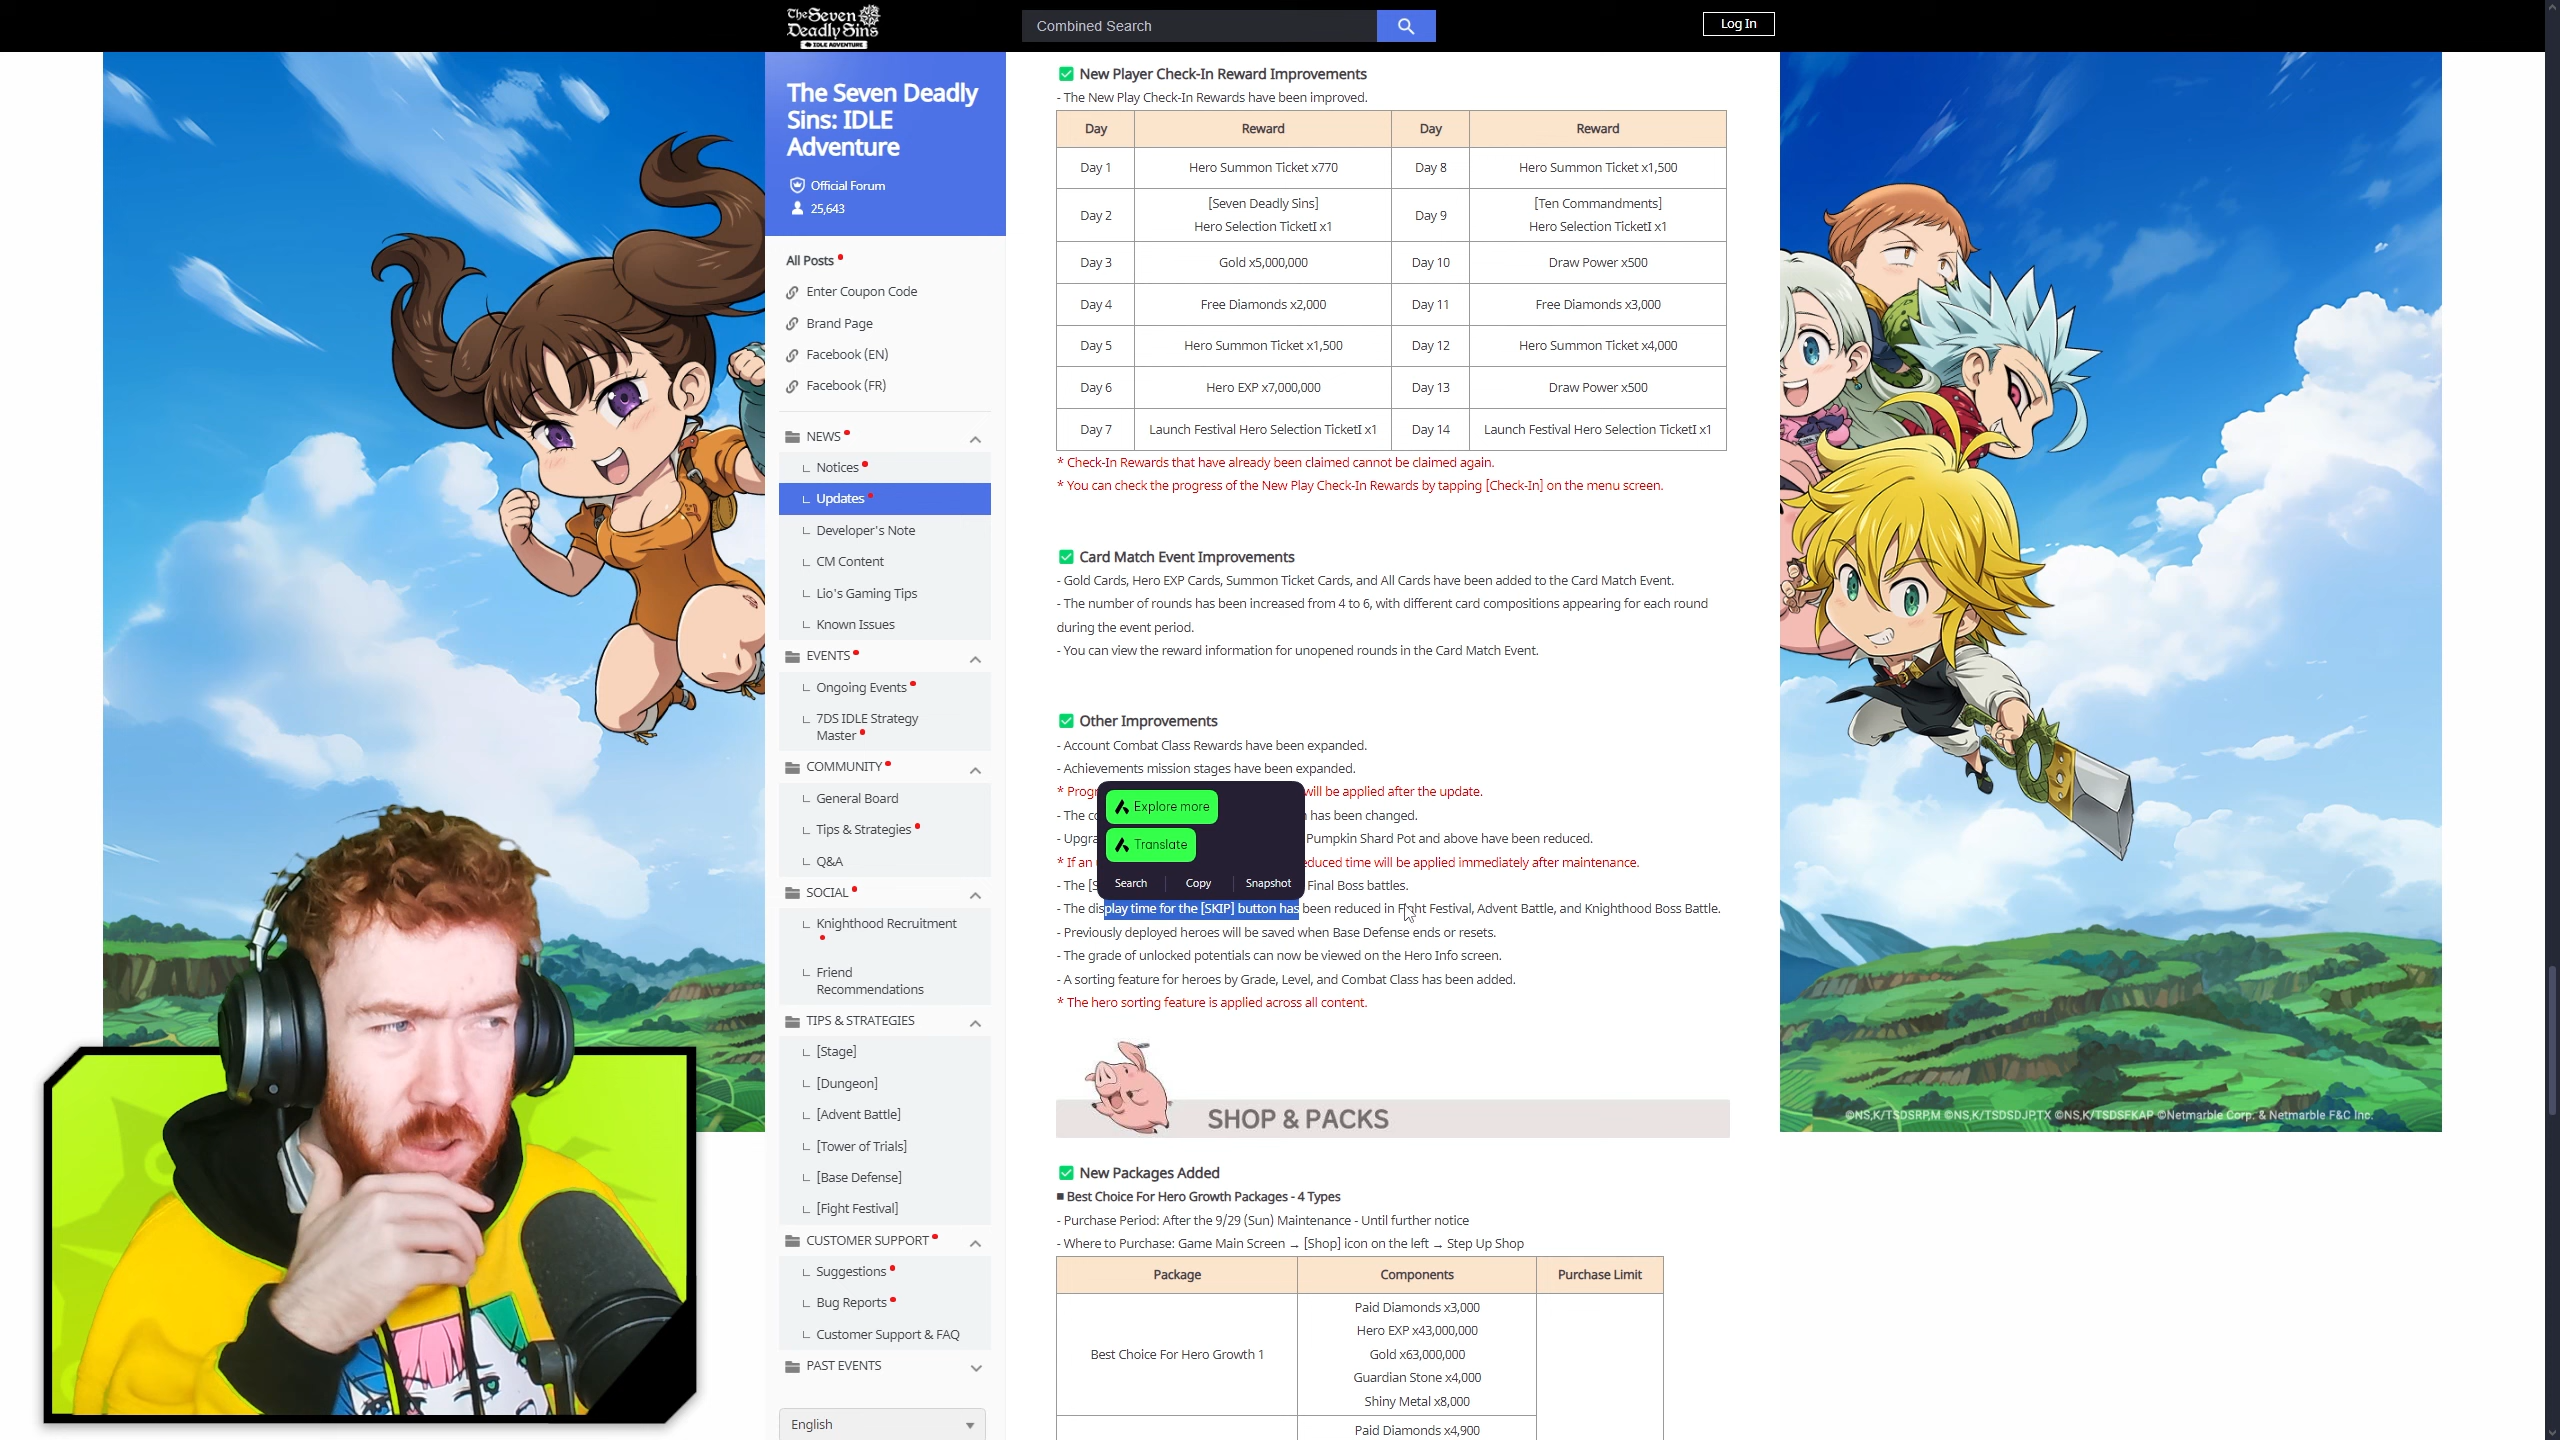 The Seven
Deadly Sins
IDLE ADVENTURE
Combined Search
Log In
The Seven Deadly
Sins: IDLE
Adventure
Official Forum
25,643
All Posts
Enter Coupon Code
Brand Page
Facebook (EN)
Facebook (FR)
NEWS
Notices
Updates
Developer's Note
CM Content
Lio's Gaming Tips
Known Issues
EVENTS
Ongoing Events
7DS IDLE Strategy
Master
COMMUNITY
General Board
Tips & Strategies
Q&A
SOCIAL
Knighthood Recruitment
Friend
Recommendations
TIPS & STRATEGIES
[Stage]
[Dungeon]
[Advent Battle]
[Tower of Trials]
[Base Defense]
[Fight Festival]
CUSTOMER SUPPORT
Suggestions
Bug Reports
Customer Support & FAQ
PAST EVENTS
English
New Player Check-In Reward Improvements
- The New Play Check-In Rewards have been improved.
Day Reward Day Reward
Day 1 Hero Summon Ticket x770 Day 8 Hero Summon Ticket x1,500
[Seven Deadly Sins] [Ten Commandments]
Day 2 Hero Selection TicketI x1 Day 9 Hero Selection TicketI x1
Day 3 Gold x5,000,000 Day 10 Draw Power x500
Day 4 Free Diamonds x2,000 Day 11 Free Diamonds x3,000
Day 5 Hero Summon Ticket x1,500 Day 12 Hero Summon Ticket x4,000
Day 6 Hero EXP x7,000,000 Day 13 Draw Power x500
Day 7 Launch Festival Hero Selection TicketI x1 Day 14 Launch Festival Hero Selection TicketI x1
* Check-In Rewards that have already been claimed cannot be claimed again.
* You can check the progress of the New Play Check-In Rewards by tapping [Check-In] on the menu screen.
Card Match Event Improvements
- Gold Cards, Hero EXP Cards, Summon Ticket Cards, and All Cards have been added to the Card Match Event.
- The number of rounds has been increased from 4 to 6, with different card compositions appearing for each round
during the event period.
- You can view the reward information for unopened rounds in the Card Match Event.
Other Improvements
- Account Combat Class Rewards have been expanded.
- Achievements mission stages have been expanded.
* Progr will be applied after the update.
- The co has been changed.
- Upgra Pumpkin Shard Pot and above have been reduced.
* If an educed time will be applied immediately after maintenance.
- The [S Final Boss battles.
Explore more
Translate
Search Copy Snapshot
- The display time for the [SKIP] button has been reduced in Fight Festival, Advent Battle, and Knighthood Boss Battle.
- Previously deployed heroes will be saved when Base Defense ends or resets.
- The grade of unlocked potentials can now be viewed on the Hero Info screen.
- A sorting feature for heroes by Grade, Level, and Combat Class has been added.
* The hero sorting feature is applied across all content.
SHOP & PACKS
New Packages Added
■ Best Choice For Hero Growth Packages - 4 Types
- Purchase Period: After the 9/29 (Sun) Maintenance - Until further notice
- Where to Purchase: Game Main Screen → [Shop] icon on the left → Step Up Shop
Package Components Purchase Limit
Paid Diamonds x3,000
Hero EXP x43,000,000
Best Choice For Hero Growth 1 Gold x63,000,000
Guardian Stone x4,000
Shiny Metal x8,000
Paid Diamonds x4,900
©NS,K/TSDSRP,M ©NS,K/TSDSDJP,TX ©NS,K/TSDSFKAP ©Netmarble Corp. & Netmarble F&C Inc.